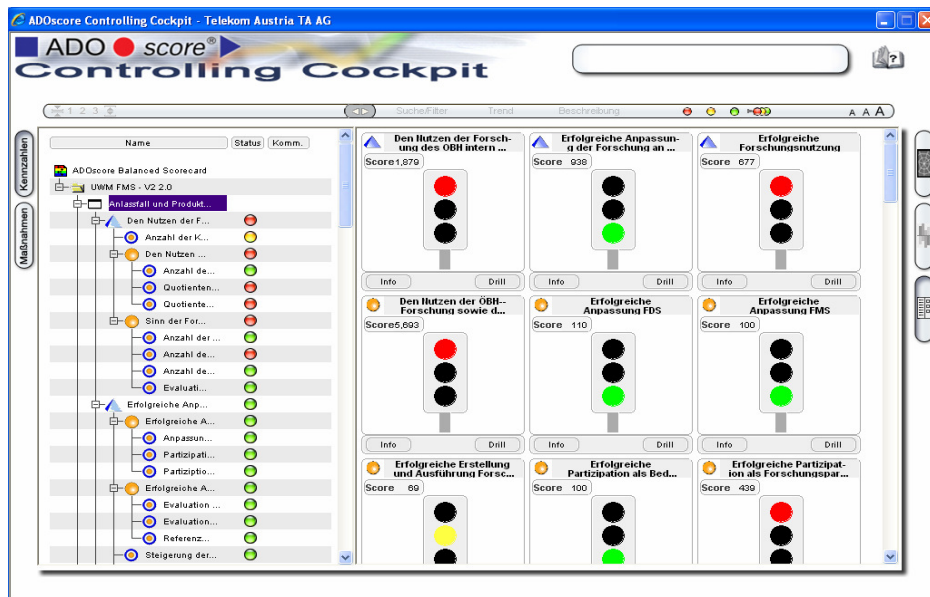 ADOscore Controlling Cockpit - Telekom Austria TA AG
ADO score®
Controlling Cockpit
1 2 3
Suche/Filter Trend Beschreibung
A A A
Kennzahlen
Maßnahmen
Name Status Komm.
ADOscore Balanced Scorecard
UWM FMS - V2 2.0
Anlassfall und Produkt...
Den Nutzen der F...
Anzahl der K...
Den Nutzen ...
Anzahl de...
Quotienten...
Quotiente...
Sinn der For...
Anzahl der ...
Anzahl de...
Anzahl de...
Evaluati...
Erfolgreiche Anp...
Erfolgreiche A...
Anpassun...
Partizipati...
Partiziptio...
Erfolgreiche A...
Evaluation ...
Evaluation...
Referenz...
Steigerung der...
Den Nutzen der Forsch-
ung des ÖBH intern ...
Score 1,879
Info Drill
Erfolgreiche Anpassun-
g der Forschung an ...
Score 938
Info Drill
Erfolgreiche
Forschungsnutzung
Score 677
Info Drill
Den Nutzen der ÖBH--
Forschung sowie d...
Score 5,693
Info Drill
Erfolgreiche
Anpassung FDS
Score 110
Info Drill
Erfolgreiche
Anpassung FMS
Score 100
Info Drill
Erfolgreiche Erstellung
und Ausführung Forsc...
Score 69
Erfolgreiche
Partizipation als Bed...
Score 100
Erfolgreiche Partizipat-
ion als Forschungspar...
Score 439